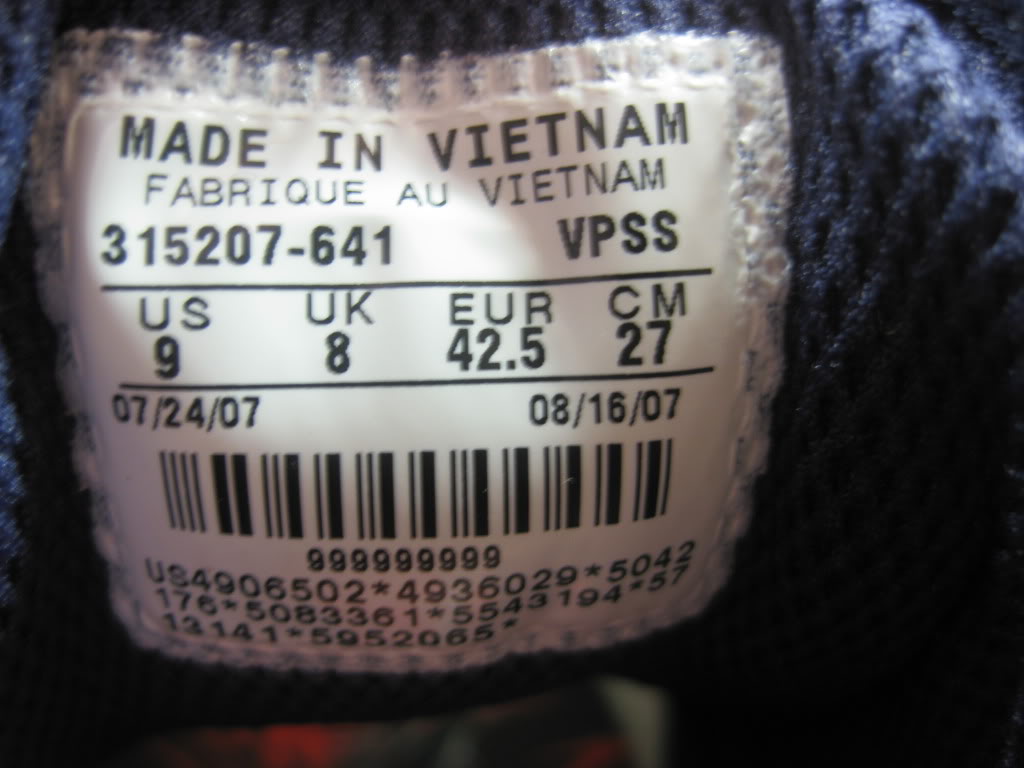 MADE IN VIETNAM
FABRIQUE AU VIETNAM
315207-641 VPSS
US UK EUR CM
9 8 42.5 27
07/24/07 08/16/07
999999999
US4906502*4936029*5042
176*5083361*5543194*57
13141*5952065*